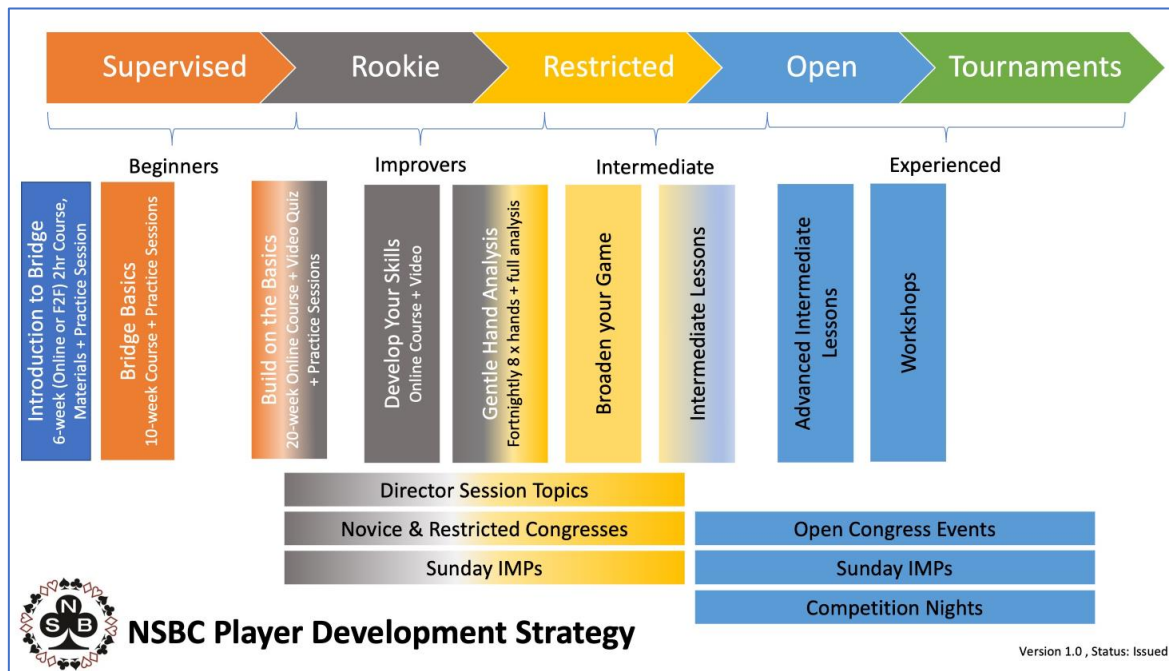 Supervised
Rookie
Restricted
Open
Tournaments
Beginners
Improvers
Intermediate
Experienced
Introduction to Bridge
6-week (Online or F2F) 2hr Course,
Materials + Practice Session
Bridge Basics
10-week Course + Practice Sessions
Build on the Basics
20-week Online Course + Video Quiz
+ Practice Sessions
Develop Your Skills
Online Course + Video
Gentle Hand Analysis
Fortnightly 8 x hands + full analysis
Broaden your Game
Intermediate Lessons
Advanced Intermediate
Lessons
Workshops
Director Session Topics
Novice & Restricted Congresses
Sunday IMPs
Open Congress Events
Sunday IMPs
Competition Nights
N
S B
NSBC Player Development Strategy
Version 1.0 , Status: Issued